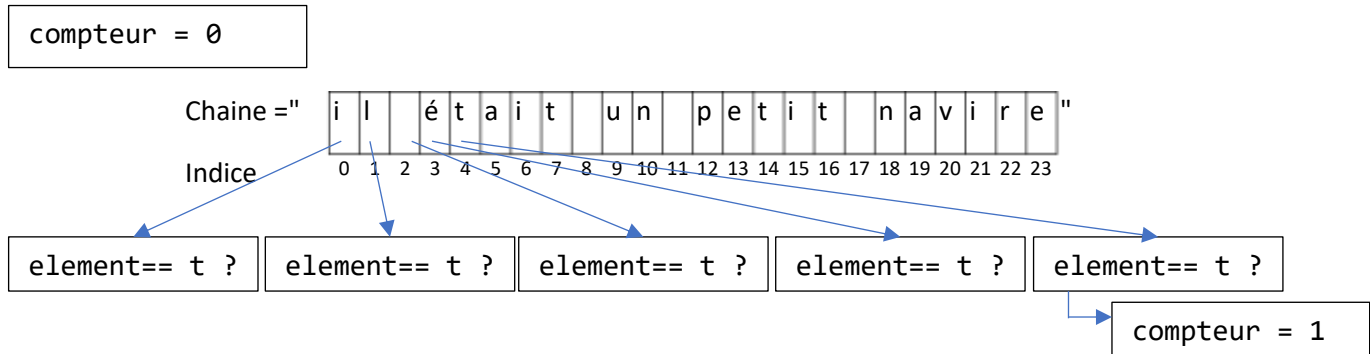 compteur = 0
Chaine =" i l é t a i t u n p e t i t n a v i r e "
Indice 0 1 2 3 4 5 6 7 8 9 10 11 12 13 14 15 16 17 18 19 20 21 22 23
element== t ? element== t ? element== t ? element== t ? element== t ?
compteur = 1